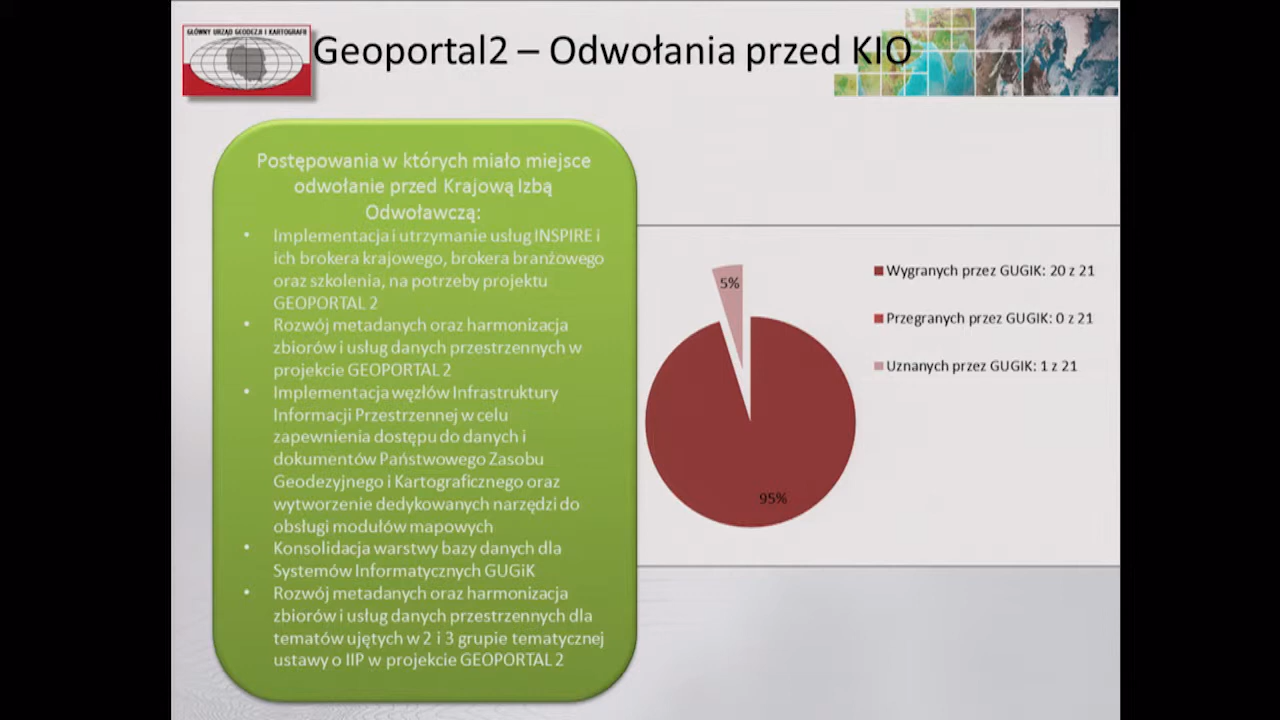 GŁÓWNY URZĄD GEODEZJI I KARTOGRAFII
Geoportal2 – Odwołania przed KIO
Postępowania w których miało miejsce
odwołanie przed Krajową Izbą
Odwoławczą:
• Implementacja i utrzymanie usług INSPIRE i
ich brokera krajowego, brokera branżowego
oraz szkolenia, na potrzeby projektu
GEOPORTAL 2
• Rozwój metadanych oraz harmonizacja
zbiorów i usług danych przestrzennych w
projekcie GEOPORTAL 2
• Implementacja węzłów Infrastruktury
Informacji Przestrzennej w celu
zapewnienia dostępu do danych i
dokumentów Państwowego Zasobu
Geodezyjnego i Kartograficznego oraz
wytworzenie dedykowanych narzędzi do
obsługi modułów mapowych
• Konsolidacja warstwy bazy danych dla
Systemów Informatycznych GUGiK
• Rozwój metadanych oraz harmonizacja
zbiorów i usług danych przestrzennych dla
tematów ujętych w 2 i 3 grupie tematycznej
ustawy o IIP w projekcie GEOPORTAL 2
5%
95%
Wygranych przez GUGIK: 20 z 21
Przegranych przez GUGIK: 0 z 21
Uznanych przez GUGIK: 1 z 21